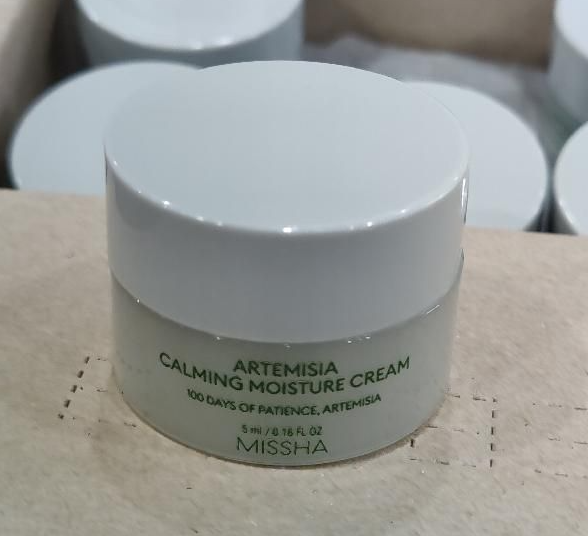 ARTEMISIA
CALMING MOISTURE CREAM
100 DAYS OF PATIENCE, ARTEMISIA
5 ml / 0.16 FL OZ
MISSHA